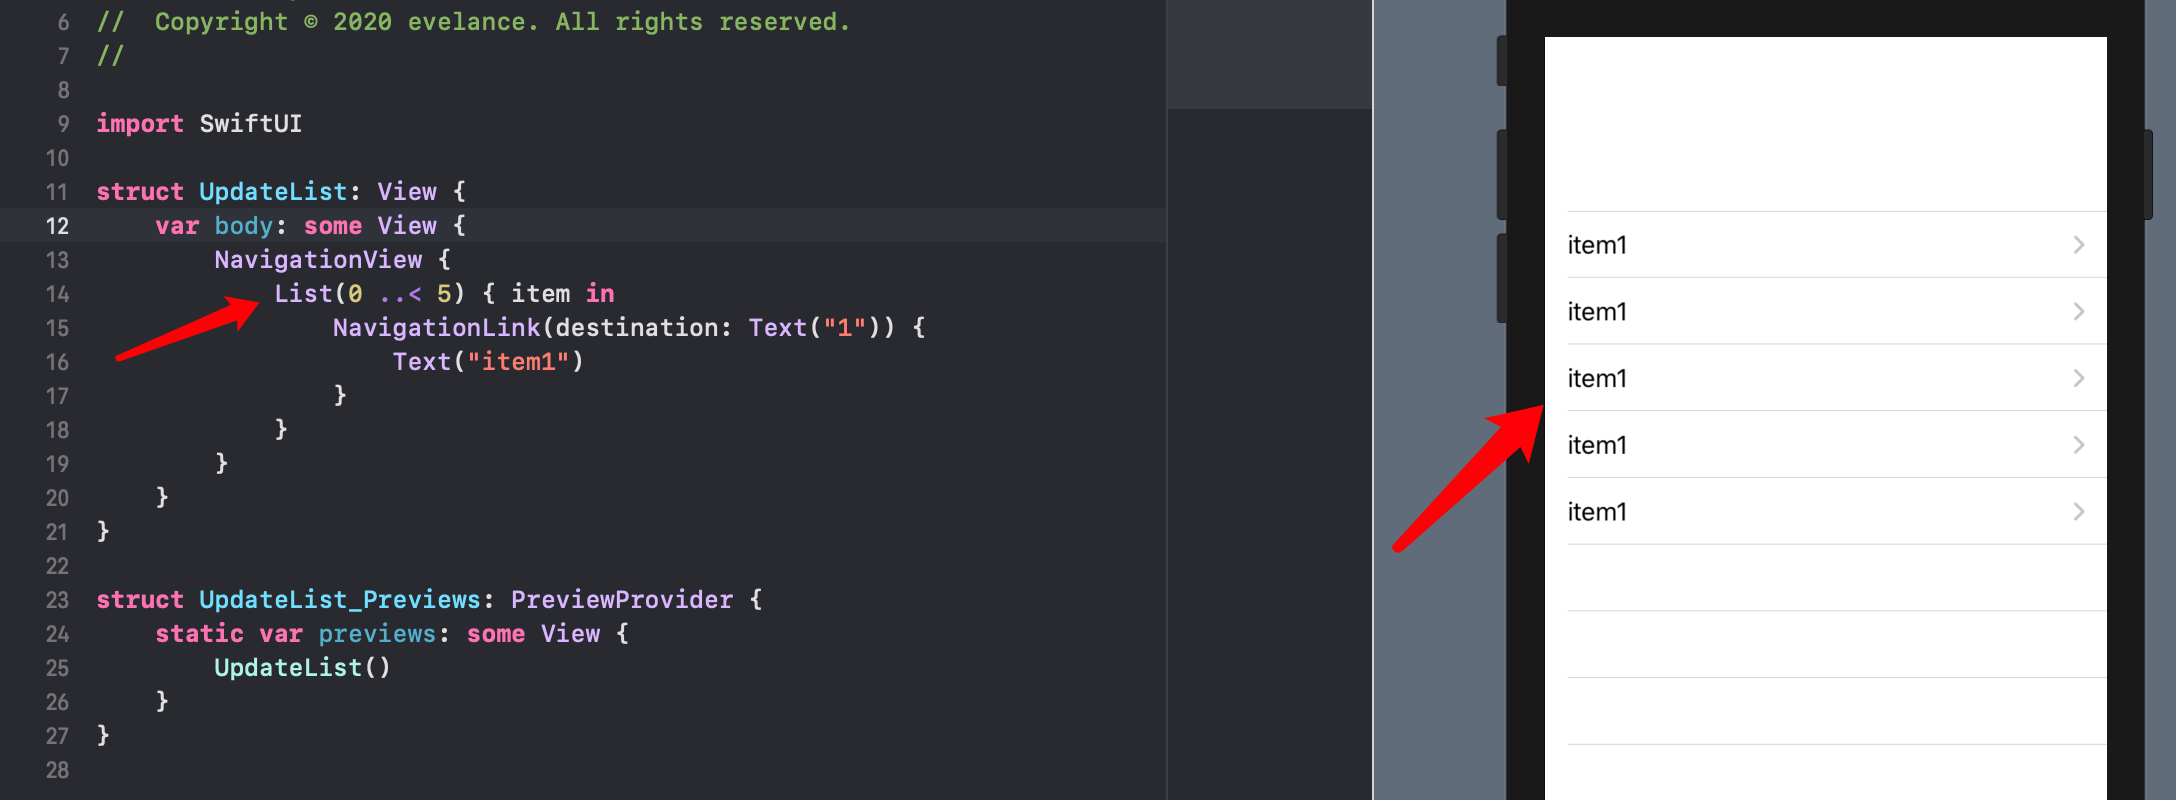 6 //  Copyright © 2020 evelance. All rights reserved.
7 //
8
9 import SwiftUI
10
11 struct UpdateList: View {
12     var body: some View {
13         NavigationView {
14             List(0 ..< 5) { item in
15                 NavigationLink(destination: Text("1")) {
16                     Text("item1")
17                 }
18             }
19         }
20     }
21 }
22
23 struct UpdateList_Previews: PreviewProvider {
24     static var previews: some View {
25         UpdateList()
26     }
27 }
28
item1
item1
item1
item1
item1